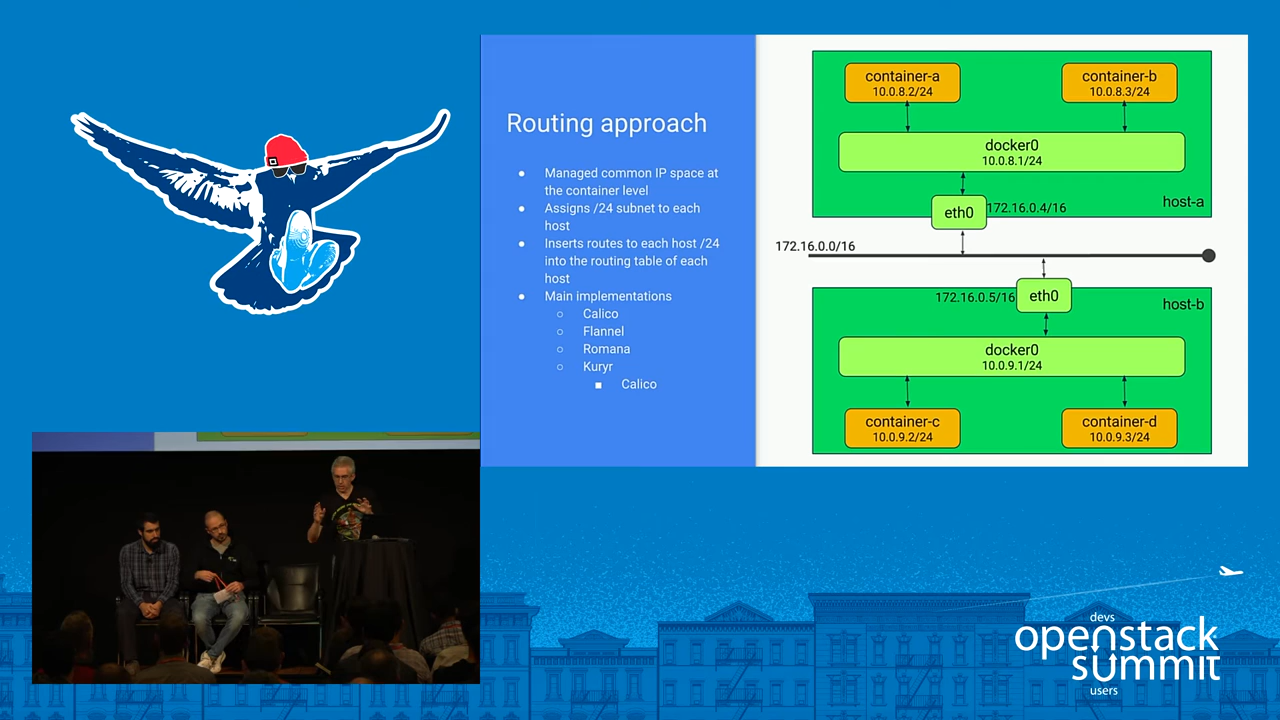 Routing approach
● Managed common IP space at
the container level
● Assigns /24 subnet to each
host
● Inserts routes to each host /24
into the routing table of each
host
● Main implementations
○ Calico
○ Flannel
○ Romana
○ Kuryr
■ Calico
container-a
10.0.8.2/24
container-b
10.0.8.3/24
docker0
10.0.8.1/24
host-a
eth0
172.16.0.4/16
172.16.0.0/16
172.16.0.5/16
eth0
host-b
docker0
10.0.9.1/24
container-c
10.0.9.2/24
container-d
10.0.9.3/24
devs
openstack
summit
users